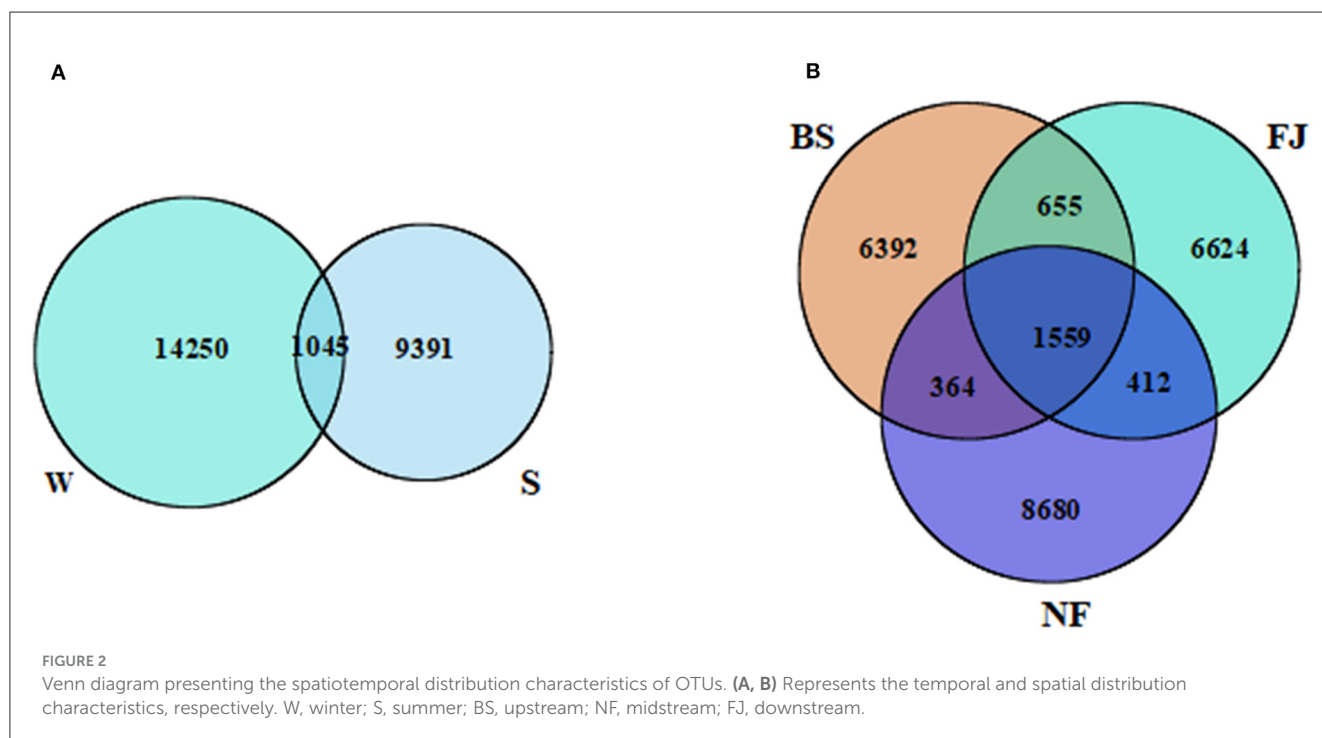 A
B
BS
FJ
655
6392
6624
14250
1045
9391
1559
364
412
W
S
8680
NF
FIGURE 2
Venn diagram presenting the spatiotemporal distribution characteristics of OTUs. (A, B) Represents the temporal and spatial distribution
characteristics, respectively. W, winter; S, summer; BS, upstream; NF, midstream; FJ, downstream.